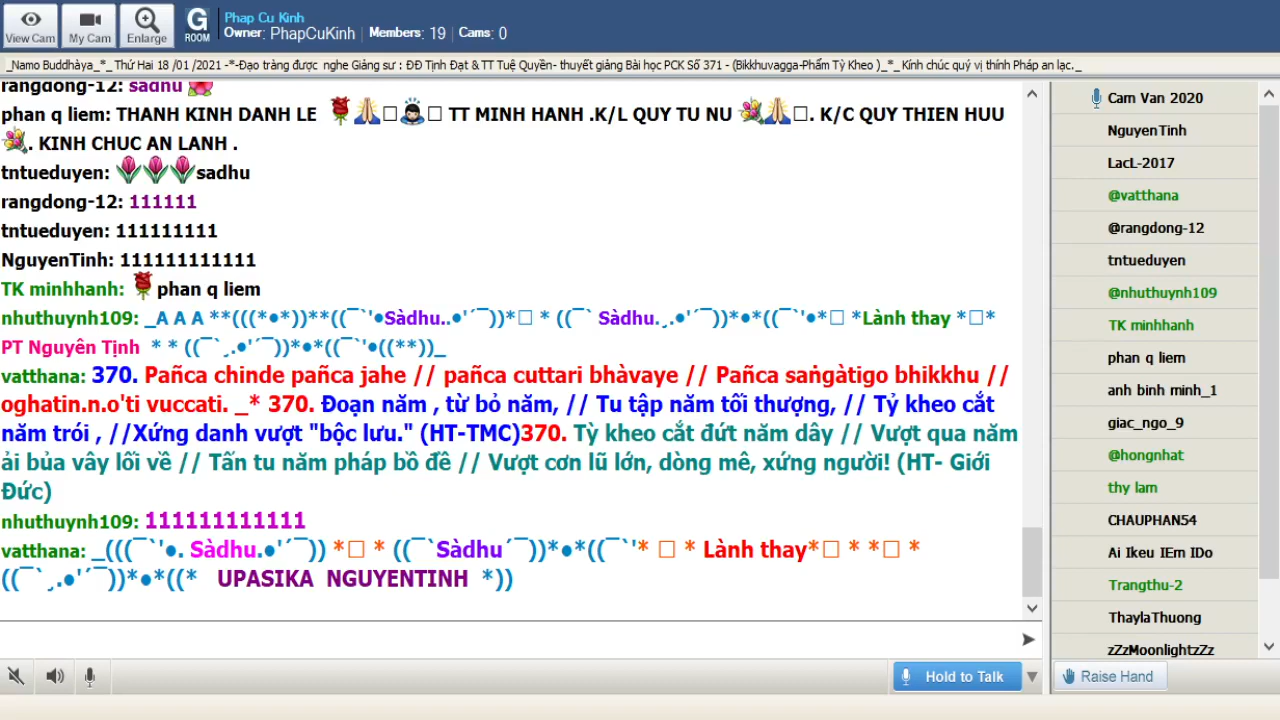 View Cam
My Cam
Enlarge
G
ROOM
Phap Cu Kinh
Owner: PhapCuKinh | Members: 19 | Cams: 0
_Namo Buddhàya_*_ Thứ Hai 18 /01 /2021 -*-Đạo tràng được nghe Giảng sư : ĐĐ Tịnh Đạt & TT Tuệ Quyền- thuyết giảng Bài học PCK Số 371 - (Bikkhuvagga-Phẩm Tỳ Kheo )_*_ Kính chúc quý vị thính Pháp an lạc._
rangdong-12: sadhu
phan q liem: THANH KINH DANH LE TT MINH HANH .K/L QUY TU NU . K/C QUY THIEN HUU
. KINH CHUC AN LANH .
tntueduyen: sadhu
rangdong-12: 111111
tntueduyen: 111111111
NguyenTinh: 111111111111
TK minhhanh: phan q liem
nhuthuynh109: _A A A **(((*•*))**((¯`'•Sàdhu..•'´¯))*□ * ((¯` Sàdhu.¸.•'´¯))*•*((¯`'•*□ *Lành thay *□*
PT Nguyên Tịnh * * ((¯`¸.•'´¯))*•*((¯`'•((**))_
vatthana: 370. Pañca chinde pañca jahe // pañca cuttari bhàvaye // Pañca saṅgàtigo bhikkhu //
oghatin.n.o'ti vuccati. _* 370. Đoạn năm , từ bỏ năm, // Tu tập năm tối thượng, // Tỷ kheo cắt
năm trói , //Xứng danh vượt "bộc lưu." (HT-TMC)370. Tỳ kheo cắt đứt năm dây // Vượt qua năm
ải bủa vây lối về // Tấn tu năm pháp bồ đề // Vượt cơn lũ lớn, dòng mê, xứng người! (HT- Giới
Đức)
nhuthuynh109: 111111111111
vatthana: _(((¯`'•. Sàdhu.•'´¯)) *□ * ((¯`Sàdhu´¯))*•*((¯`'* □ * Lành thay*□ * *□ *
((¯`¸.•'´¯))*•*((* UPASIKA NGUYENTINH *))
Hold to Talk
Cam Van 2020
NguyenTinh
LacL-2017
@vatthana
@rangdong-12
tntueduyen
@nhuthuynh109
TK minhhanh
phan q liem
anh binh minh_1
giac_ngo_9
@hongnhat
thy lam
CHAUPHAN54
Ai Ikeu IEm IDo
Trangthu-2
ThaylaThuong
zZzMoonlightzZz
Raise Hand